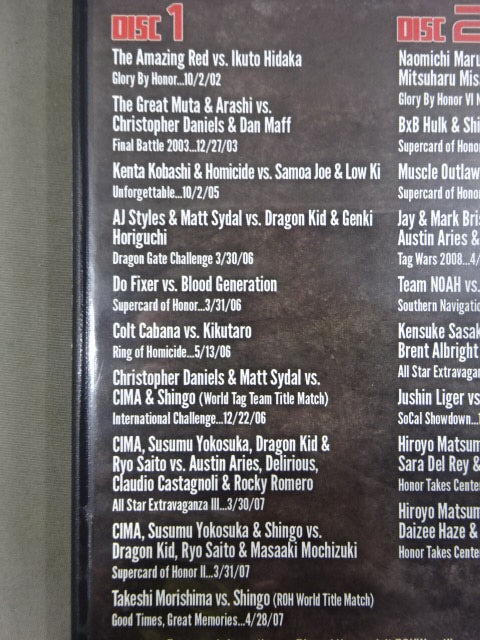 DISC 1
The Amazing Red vs. Ikuto Hidaka
Glory By Honor...10/2/02
The Great Muta & Arashi vs.
Christopher Daniels & Dan Maff
Final Battle 2003...12/27/03
Kenta Kobashi & Homicide vs. Samoa Joe & Low Ki
Unforgettable...10/2/05
AJ Styles & Matt Sydal vs. Dragon Kid & Genki
Horiguchi
Dragon Gate Challenge 3/30/06
Do Fixer vs. Blood Generation
Supercard of Honor...3/31/06
Colt Cabana vs. Kikutaro
Ring of Homicide...5/13/06
Christopher Daniels & Matt Sydal vs.
CIMA & Shingo (World Tag Team Title Match)
International Challenge...12/22/06
CIMA, Susumu Yokosuka, Dragon Kid &
Ryo Saito vs. Austin Aries, Delirious,
Claudio Castagnoli & Rocky Romero
All Star Extravaganza III...3/30/07
CIMA, Susumu Yokosuka & Shingo vs.
Dragon Kid, Ryo Saito & Masaaki Mochizuki
Supercard of Honor II...3/31/07
Takeshi Morishima vs. Shingo (ROH World Title Match)
Good Times, Great Memories...4/28/07
DISC 2
Naomichi Maru
Mitsuharu Mis
Glory By Honor VI N
BxB Hulk & Shi
Supercard of Hono
Muscle Outlaw
Supercard of Hono
Jay & Mark Bris
Austin Aries &
Tag Wars 2008...4/
Team NOAH vs.
Southern Navigatio
Kensuke Sasak
Brent Albright
All Star Extravagan
Jushin Liger vs
SoCal Showdown...1
Hiroyo Matsum
Sara Del Rey &
Honor Takes Cente
Hiroyo Matsum
Daizee Haze &
Honor Takes Cente